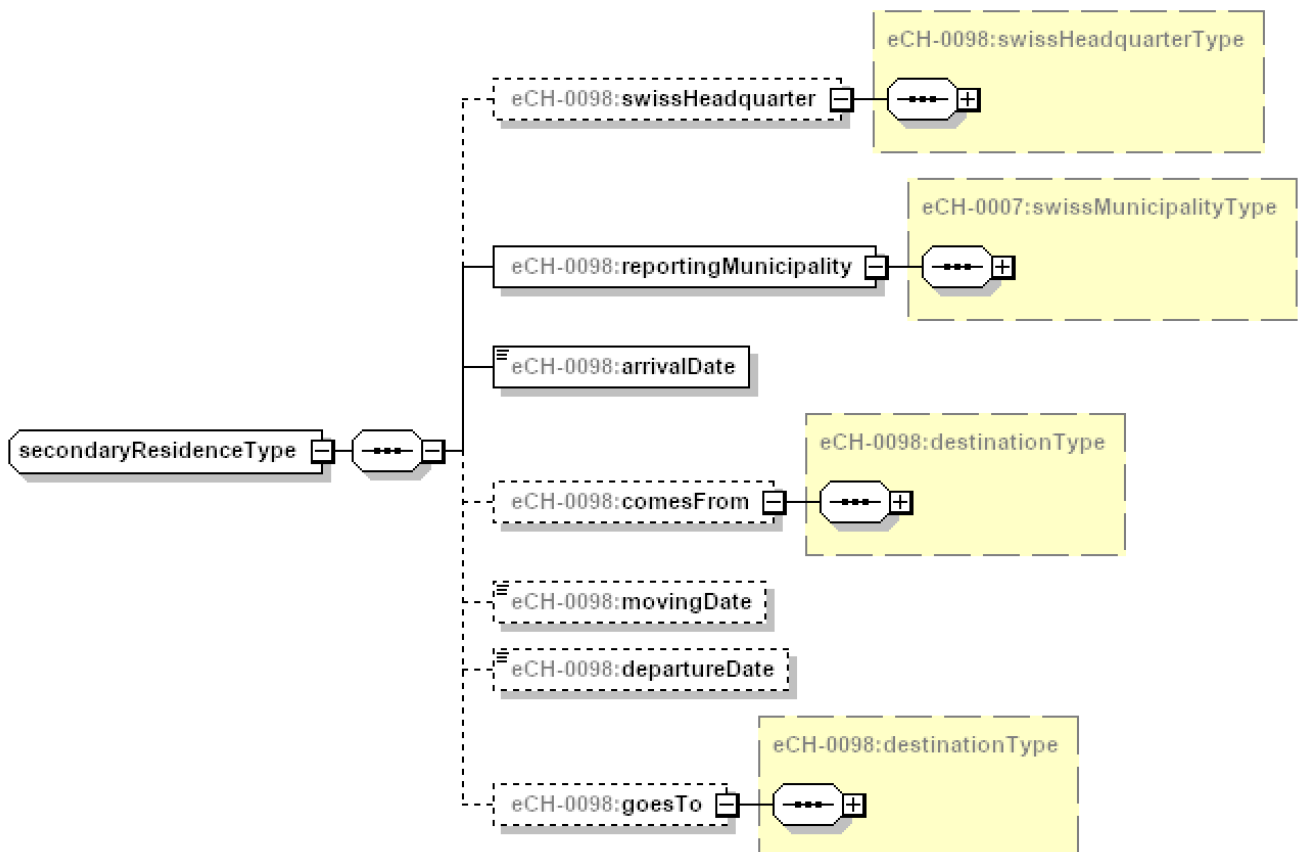 eCH-0098:swissHeadquarterType
eCH-0098:swissHeadquarter
eCH-0007:swissMunicipalityType
eCH-0098:reportingMunicipality
eCH-0098:arrivalDate
secondaryResidenceType
eCH-0098:destinationType
eCH-0098:comesFrom
eCH-0098:movingDate
eCH-0098:departureDate
eCH-0098:destinationType
eCH-0098:goesTo